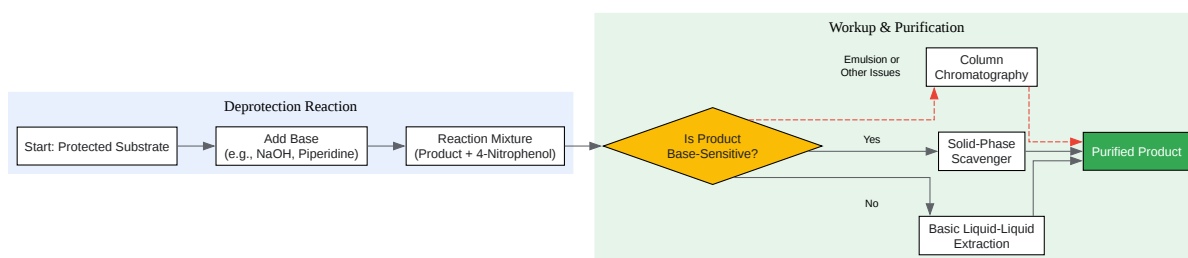 Deprotection Reaction
Start: Protected Substrate
Add Base
(e.g., NaOH, Piperidine)
Reaction Mixture
(Product + 4-Nitrophenol)
Workup & Purification
Is Product
Base-Sensitive?
Emulsion or
Other Issues
Column
Chromatography
Yes
Solid-Phase
Scavenger
No
Basic Liquid-Liquid
Extraction
Purified Product